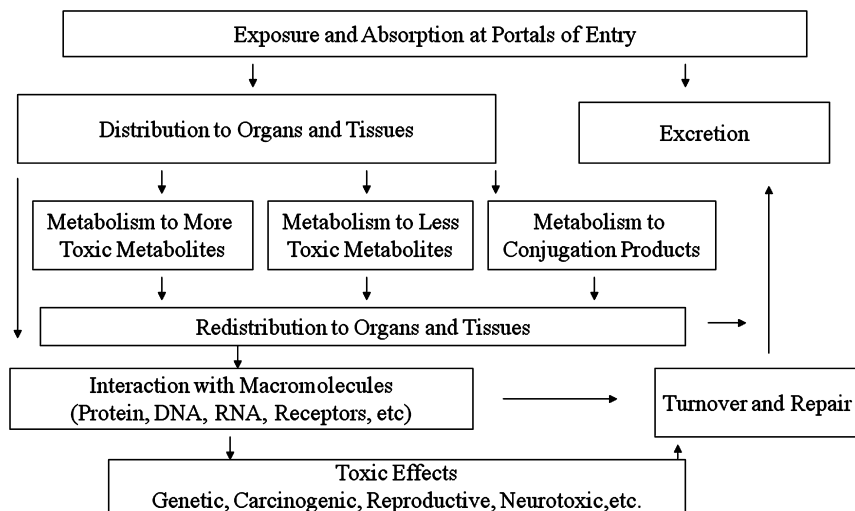 Exposure and Absorption at Portals of Entry
Distribution to Organs and Tissues
Excretion
Metabolism to More
Toxic Metabolites
Metabolism to Less
Toxic Metabolites
Metabolism to
Conjugation Products
Redistribution to Organs and Tissues
Interaction with Macromolecules
(Protein, DNA, RNA, Receptors, etc)
Turnover and Repair
Toxic Effects
Genetic, Carcinogenic, Reproductive, Neurotoxic,etc.